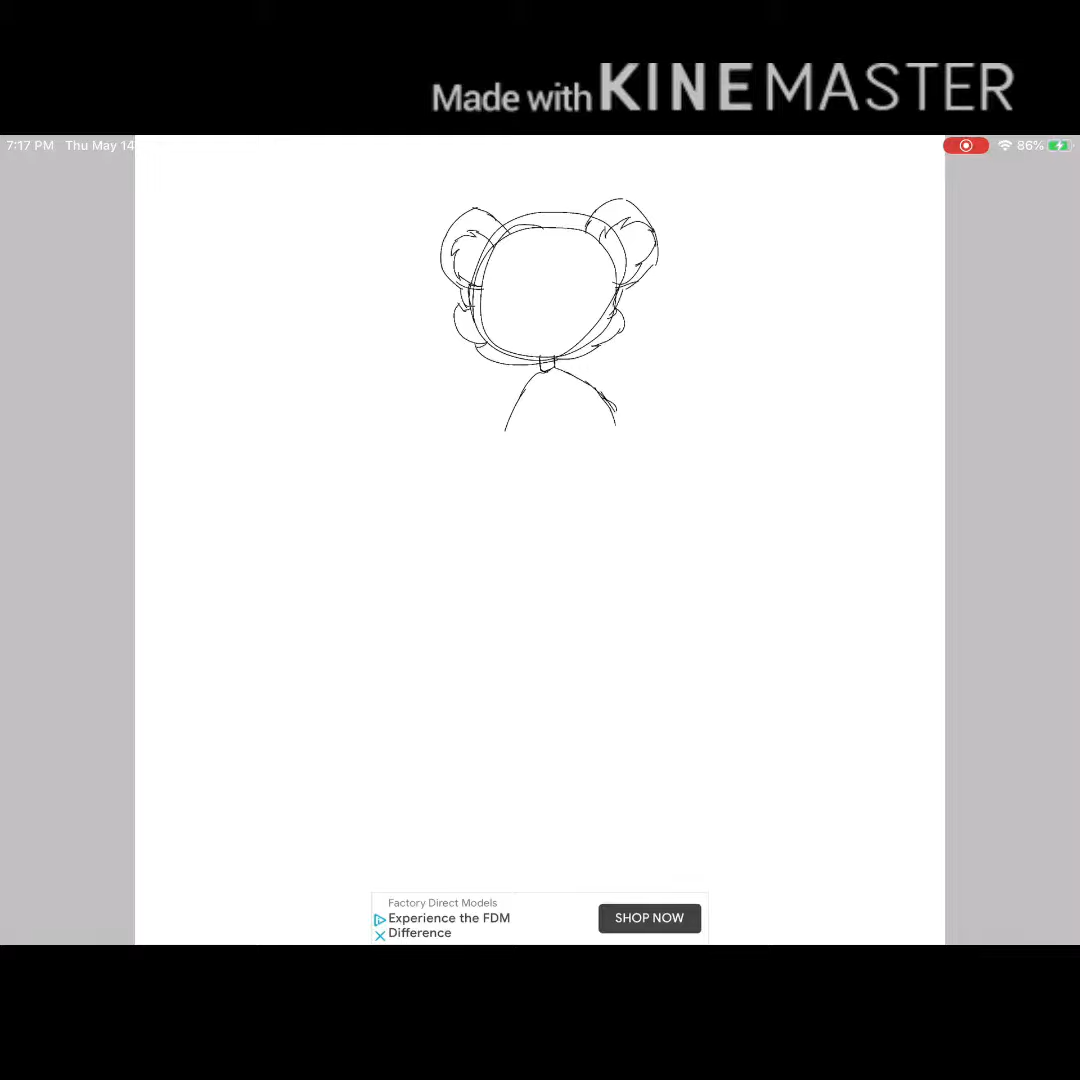 Made with KINEMASTER
7:17 PM Thu May 14
86%
Factory Direct Models
Experience the FDM
Difference
SHOP NOW